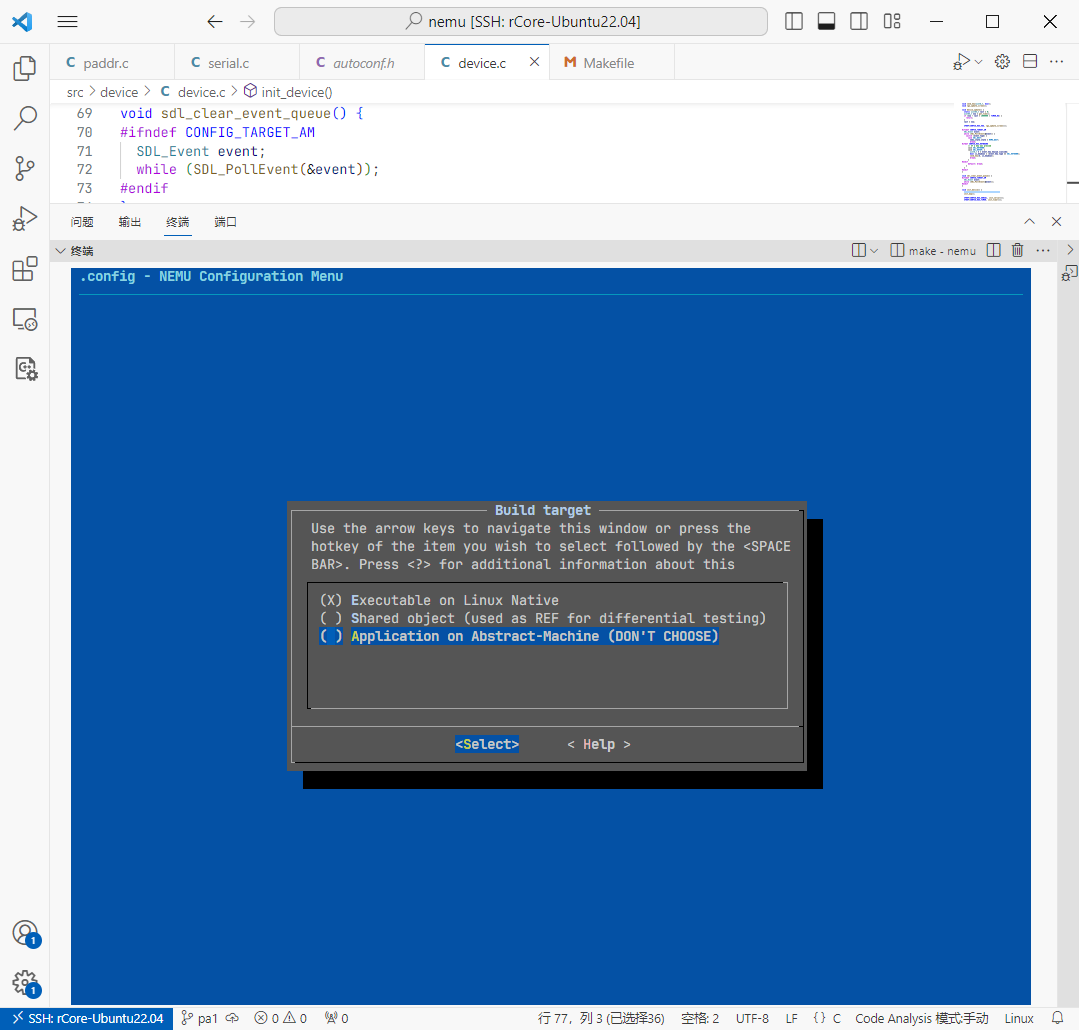 nemu [SSH: rCore-Ubuntu22.04]
C paddr.c
C serial.c
C autoconf.h
C device.c
M Makefile
src > device > C device.c > init_device()
69 void sdl_clear_event_queue() {
70 #ifndef CONFIG_TARGET_AM
71 SDL_Event event;
72 while (SDL_PollEvent(&event));
73 #endif
问题 输出 终端 端口
终端
make - nemu
.config - NEMU Configuration Menu
Build target
Use the arrow keys to navigate this window or press the
hotkey of the item you wish to select followed by the <SPACE
BAR>. Press <?> for additional information about this
(X) Executable on Linux Native
( ) Shared object (used as REF for differential testing)
( ) Application on Abstract-Machine (DON'T CHOOSE)
<Select> < Help >
1
1
SSH: rCore-Ubuntu22.04 pa1 0 0 0 行 77，列 3 (已选择36) 空格: 2 UTF-8 LF {} C Code Analysis 模式:手动 Linux